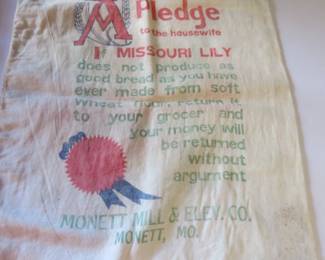 M Pledge
to the housewife
If MISSOURI LILY
does not produce as
good bread as you have
ever made from soft
wheat flour, return it
to your grocer and
your money will
be returned
without
argument
MONETT MILL & ELEV. CO.
MONETT, MO.